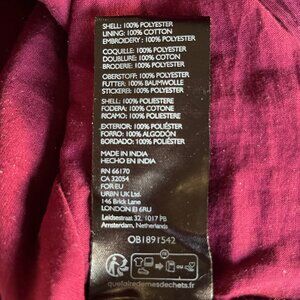 SHELL: 100% POLYESTER
LINING: 100% COTTON
EMBROIDERY: 100% POLYESTER
COQUILLE: 100% POLYESTER
DOUBLURE: 100% COTON
BRODERIE: 100% POLYESTER
OBERSTOFF: 100% POLYESTER
FUTTER: 100% BAUMWOLLE
STICKEREI: 100% POLYESTER
SHELL: 100% POLIESTERE
FODERA: 100% COTONE
RICAMO: 100% POLIESTERE
EXTERIOR: 100% POLIÉSTER
FORRO: 100% ALGODÓN
BORDADO: 100% POLIÉSTER
MADE IN INDIA
HECHO EN INDIA
RN 66170
CA 32054
FOR EU
URBN UK Ltd.
146 Brick Lane
LONDON E1 6RU
Leidsestraat 32, 1017 PB
Amsterdam, Netherlands
OB1891542
FR
OU
quefairedemesdechets.fr